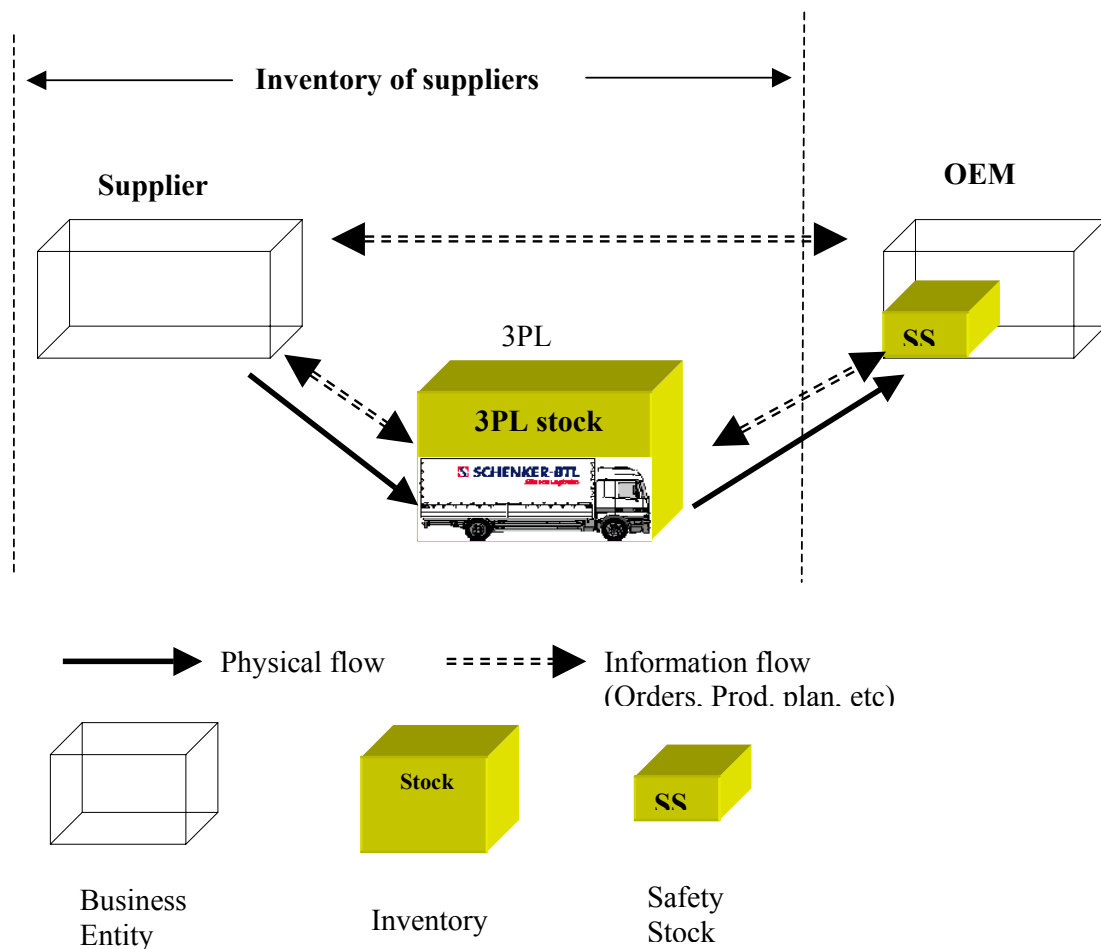 Inventory of suppliers
Supplier
OEM
3PL
SS
3PL stock
SCHENKER-BTL
Physical flow
Information flow
(Orders, Prod. plan, etc)
Stock
SS
Business
Entity
Inventory
Safety
Stock